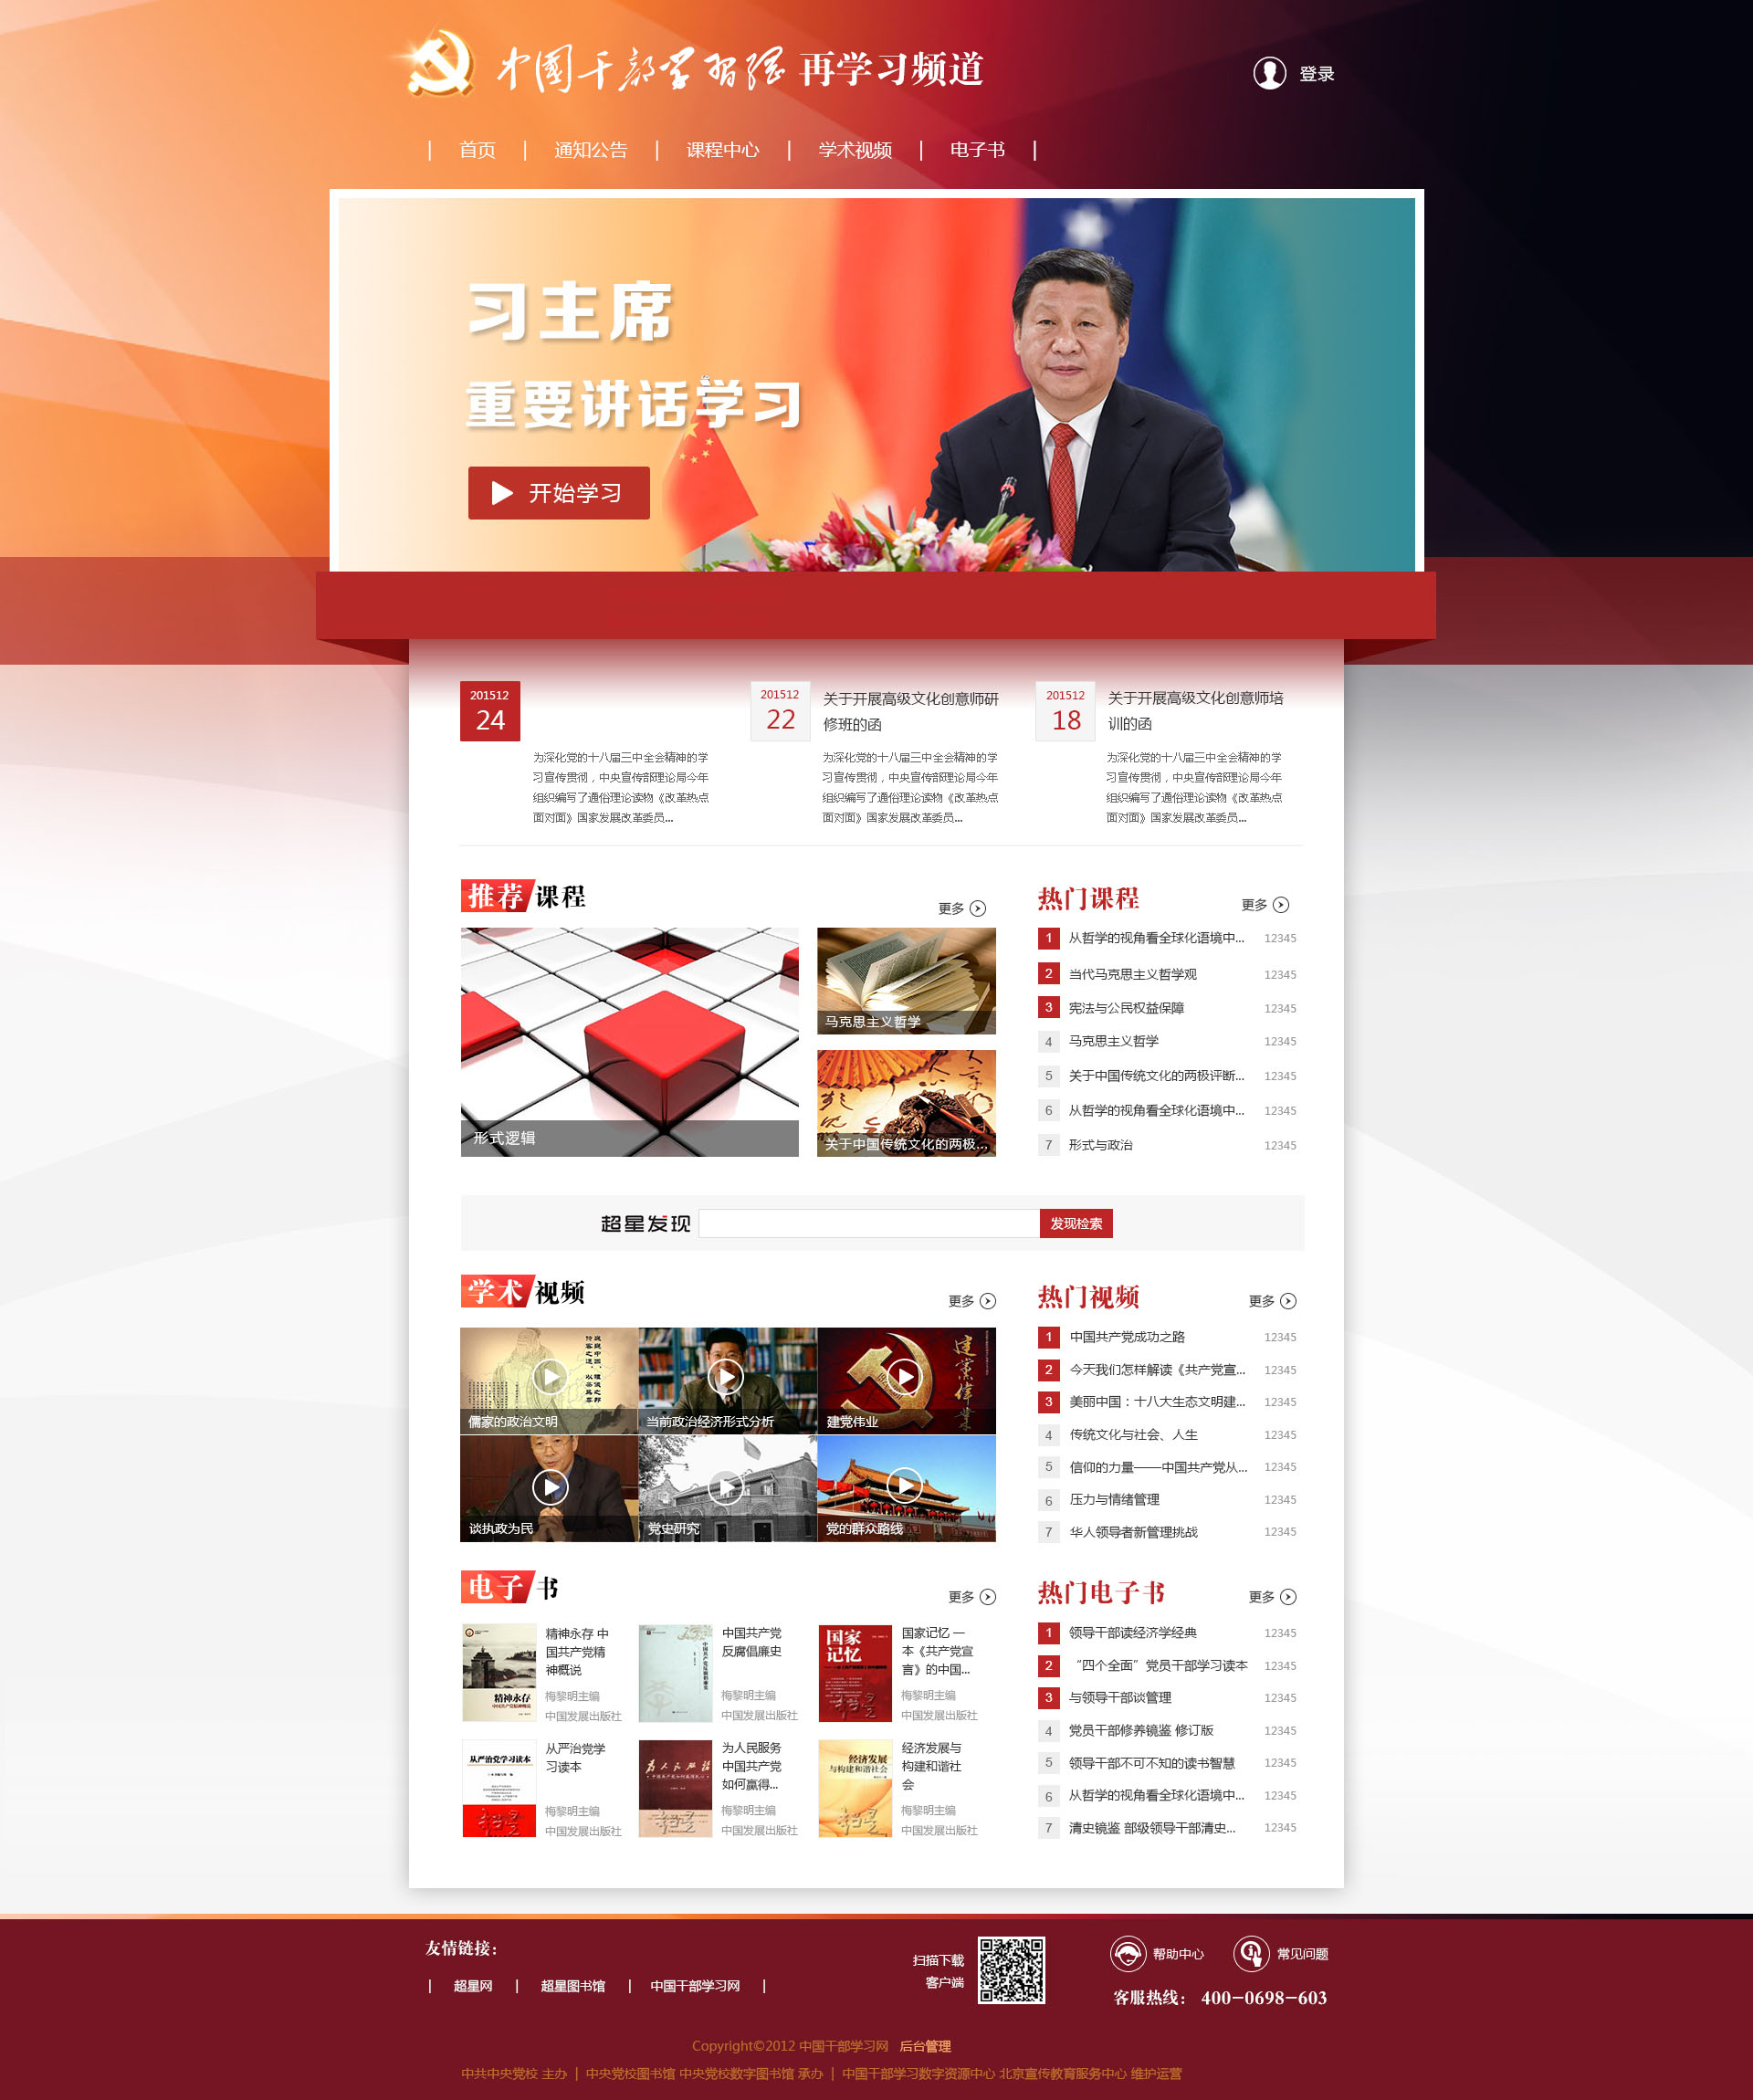 中国干部学习网 再学习频道
登录
首页
通知公告
课程中心
学术视频
电子书
习主席
重要讲话学习
开始学习
201512
24
为深化党的十八届三中全会精神的学
习宣传贯彻，中央宣传部理论局今年
组织编写了通俗理论读物《改革热点
面对面》国家发展改革委员...
201512
22
关于开展高级文化创意师研
修班的函
为深化党的十八届三中全会精神的学
习宣传贯彻，中央宣传部理论局今年
组织编写了通俗理论读物《改革热点
面对面》国家发展改革委员...
201512
18
关于开展高级文化创意师培
训的函
为深化党的十八届三中全会精神的学
习宣传贯彻，中央宣传部理论局今年
组织编写了通俗理论读物《改革热点
面对面》国家发展改革委员...
推荐课程
更多
形式逻辑
马克思主义哲学
关于中国传统文化的两极...
热门课程
更多
1 从哲学的视角看全球化语境中... 12345
2 当代马克思主义哲学观 12345
3 宪法与公民权益保障 12345
4 马克思主义哲学 12345
5 关于中国传统文化的两极评断... 12345
6 从哲学的视角看全球化语境中... 12345
7 形式与政治 12345
超星发现
发现检索
学术视频
更多
儒家的政治文明
当前政治经济形式分析
建党伟业
建党伟业
谈执政为民
党史研究
党的群众路线
热门视频
更多
1 中国共产党成功之路 12345
2 今天我们怎样解读《共产党宣... 12345
3 美丽中国：十八大生态文明建... 12345
4 传统文化与社会、人生 12345
5 信仰的力量——中国共产党从... 12345
6 压力与情绪管理 12345
7 华人领导者新管理挑战 12345
电子书
更多
精神永存
精神永存 中
国共产党精
神概说
梅黎明主编
中国发展出版社
中国共产党
反腐倡廉史
梅黎明主编
中国发展出版社
国家
记忆
国家记忆 一
本《共产党宣
言》的中国...
梅黎明主编
中国发展出版社
从严治党学习读本
从严治党学
习读本
梅黎明主编
中国发展出版社
为人民服务
为人民服务
中国共产党
如何赢得...
梅黎明主编
中国发展出版社
经济发展
与构建和谐社会
经济发展与
构建和谐社
会
梅黎明主编
中国发展出版社
热门电子书
更多
1 领导干部读经济学经典 12345
2 “四个全面”党员干部学习读本 12345
3 与领导干部谈管理 12345
4 党员干部修养镜鉴 修订版 12345
5 领导干部不可不知的读书智慧 12345
6 从哲学的视角看全球化语境中... 12345
7 清史镜鉴 部级领导干部清史... 12345
友情链接：
超星网
超星图书馆
中国干部学习网
扫描下载
客户端
帮助中心
常见问题
客服热线： 400-0698-603
Copyright©2012 中国干部学习网 后台管理
中共中央党校 主办 | 中央党校图书馆 中央党校数字图书馆 承办 | 中国干部学习数字资源中心 北京宣传教育服务中心 维护运营